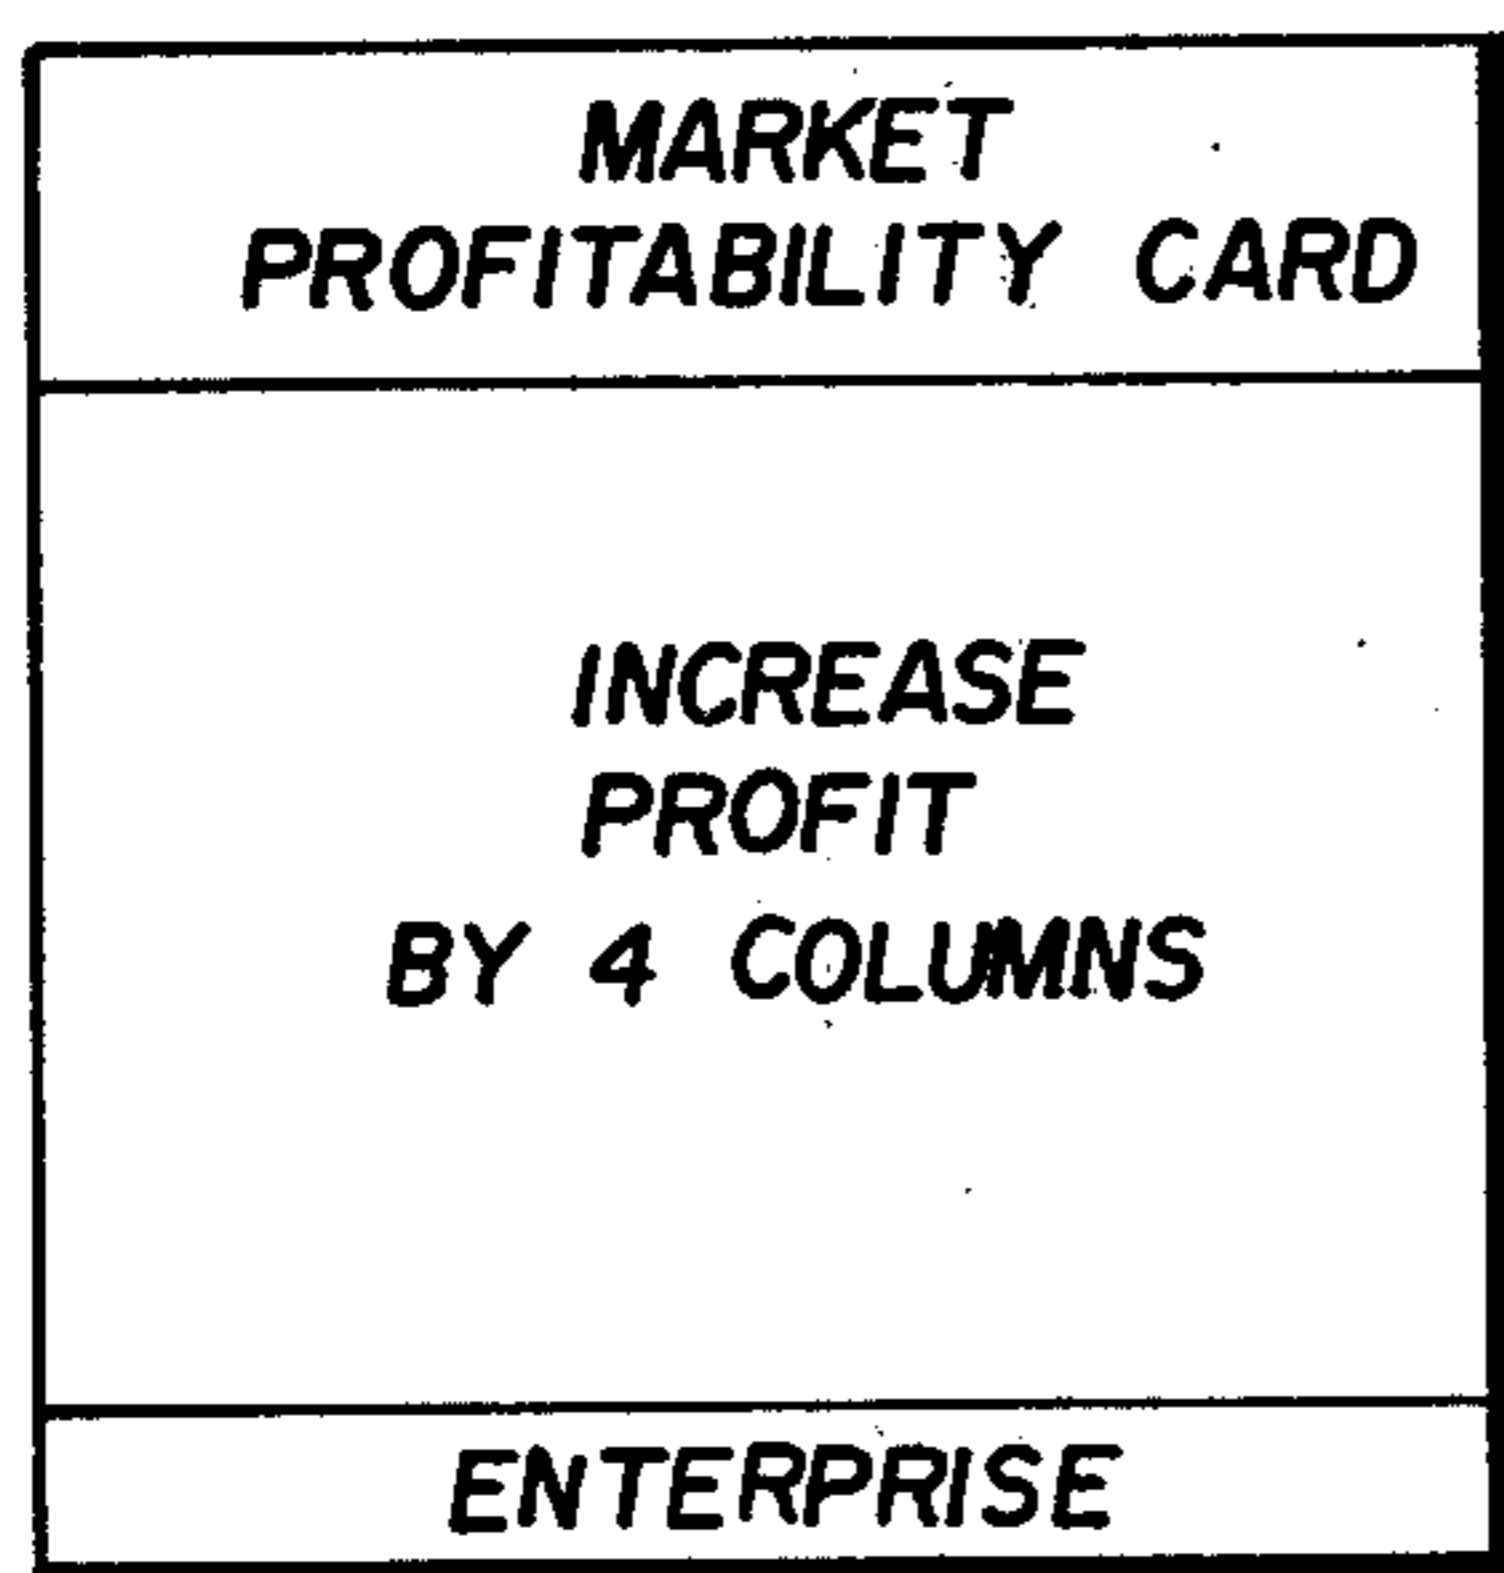 MARKET
PROFITABILITY CARD
INCREASE
PROFIT
BY 4 COLUMNS
ENTERPRISE